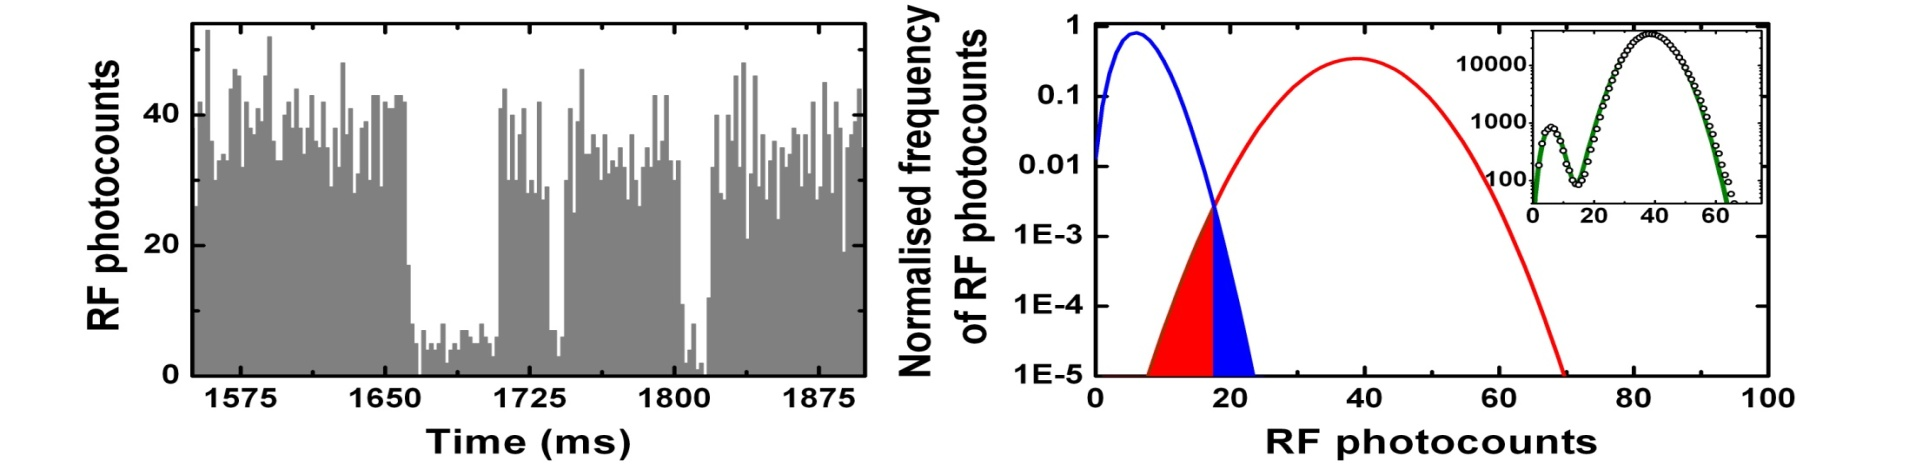 RF photocounts
40
20
0
1575 1650 1725 1800 1875
Time (ms)
Normalised frequency
of RF photocounts
1
0.1
0.01
1E-3
1E-4
1E-5
0 20 40 60 80 100
RF photocounts
10000
1000
100
0 20 40 60